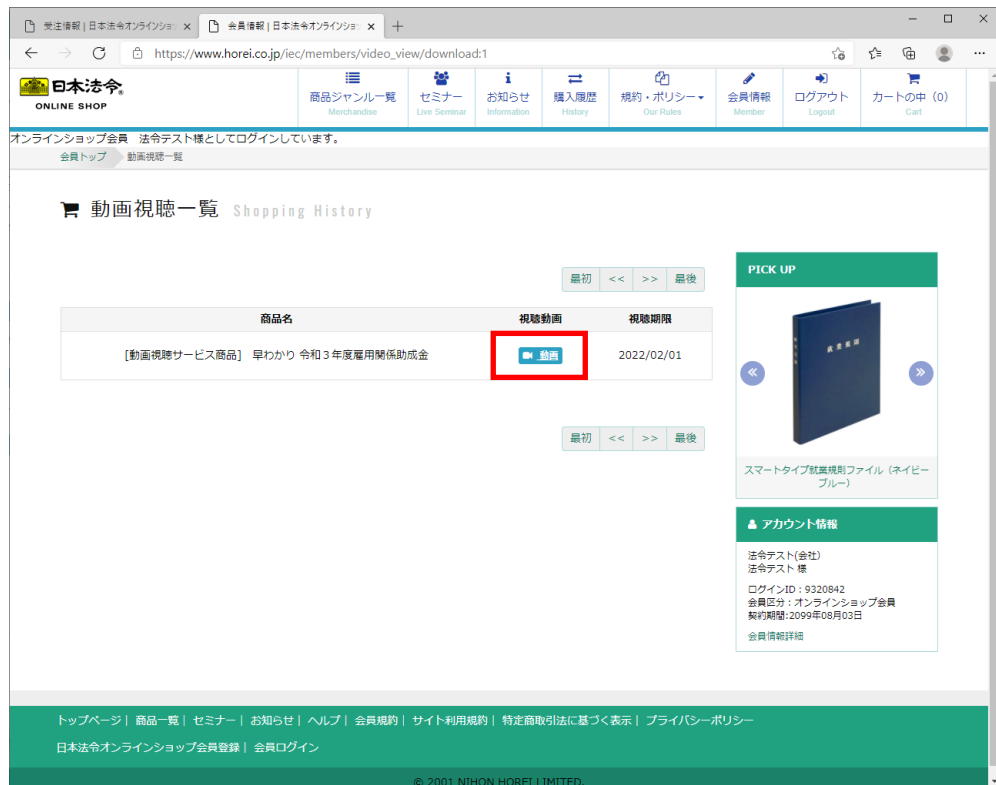 受注情報 | 日本法令オンラインショ
会員情報 | 日本法令オンラインショ
https://www.horei.co.jp/iec/members/video_view/download:1
日本法令
ONLINE SHOP
商品ジャンル一覧
Merchandise
セミナー
Live Seminar
お知らせ
Information
購入履歴
History
規約・ポリシー
Our Rules
会員情報
Member
ログアウト
Logout
カートの中 (0)
Cart
オンラインショップ会員 法令テスト様としてログインしています。
会員トップ 動画視聴一覧
動画視聴一覧 Shopping History
最初 << >> 最後
商品名 視聴動画 視聴期限
[動画視聴サービス商品] 早わかり 令和３年度雇用関係助成金 動画 2022/02/01
最初 << >> 最後
PICK UP
就業規則
スマートタイプ就業規則ファイル（ネイビー
ブルー）
アカウント情報
法令テスト(会社)
法令テスト 様
ログインID：9320842
会員区分：オンラインショップ会員
契約期間:2099年08月03日
会員情報詳細
トップページ| 商品一覧| セミナー| お知らせ| ヘルプ| 会員規約| サイト利用規約| 特定商取引法に基づく表示| プライバシーポリシー
日本法令オンラインショップ会員登録| 会員ログイン
© 2001 NIHON HOREI LIMITED.